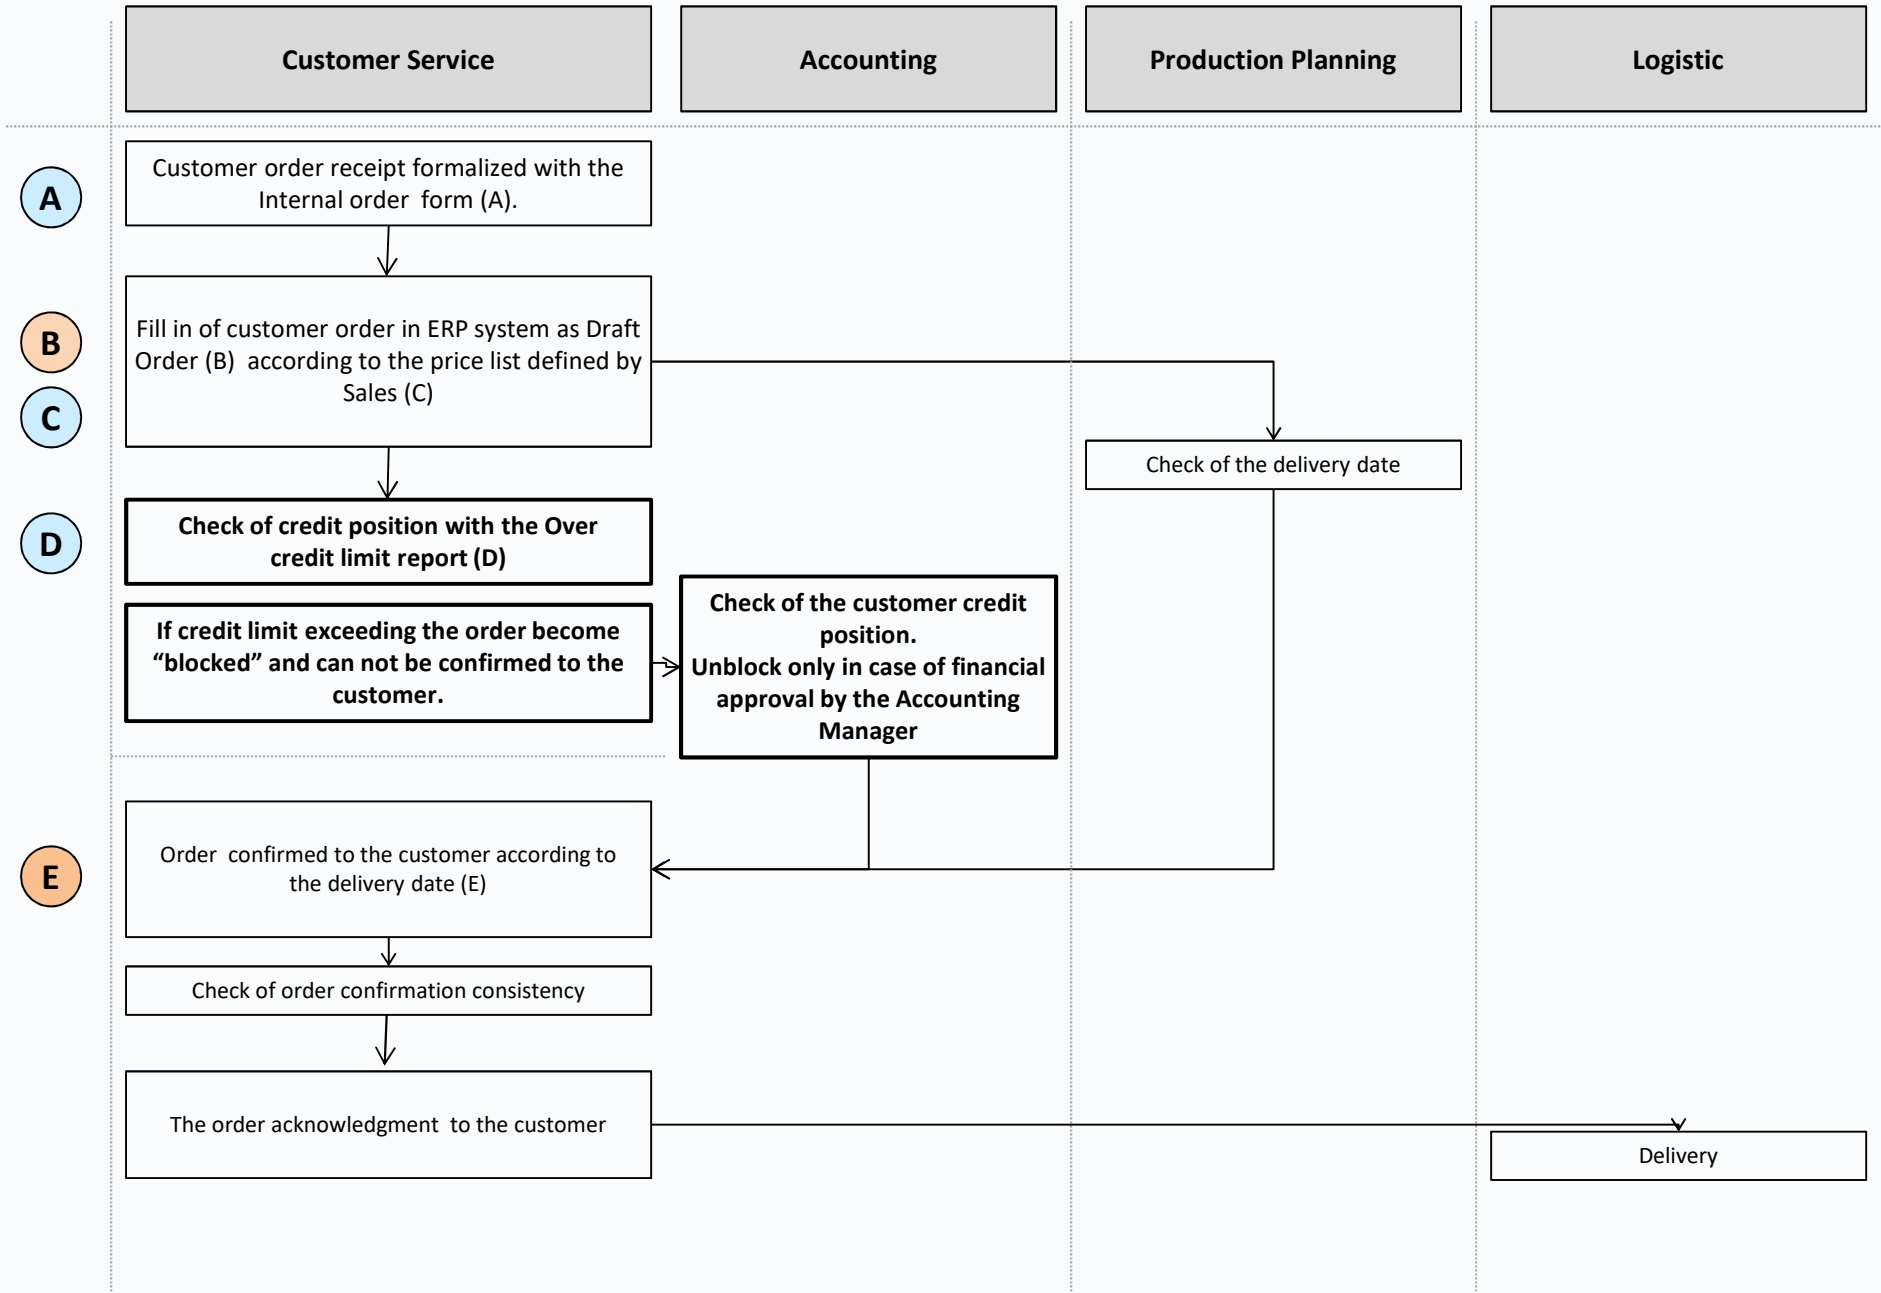 Customer Service
Accounting
Production Planning
Logistic
A
Customer order receipt formalized with the
Internal order form (A).
B
C
Fill in of customer order in ERP system as Draft
Order (B) according to the price list defined by
Sales (C)
Check of the delivery date
D
Check of credit position with the Over
credit limit report (D)
If credit limit exceeding the order become
“blocked” and can not be confirmed to the
customer.
Check of the customer credit
position.
Unblock only in case of financial
approval by the Accounting
Manager
E
Order confirmed to the customer according to
the delivery date (E)
Check of order confirmation consistency
The order acknowledgment to the customer
Delivery